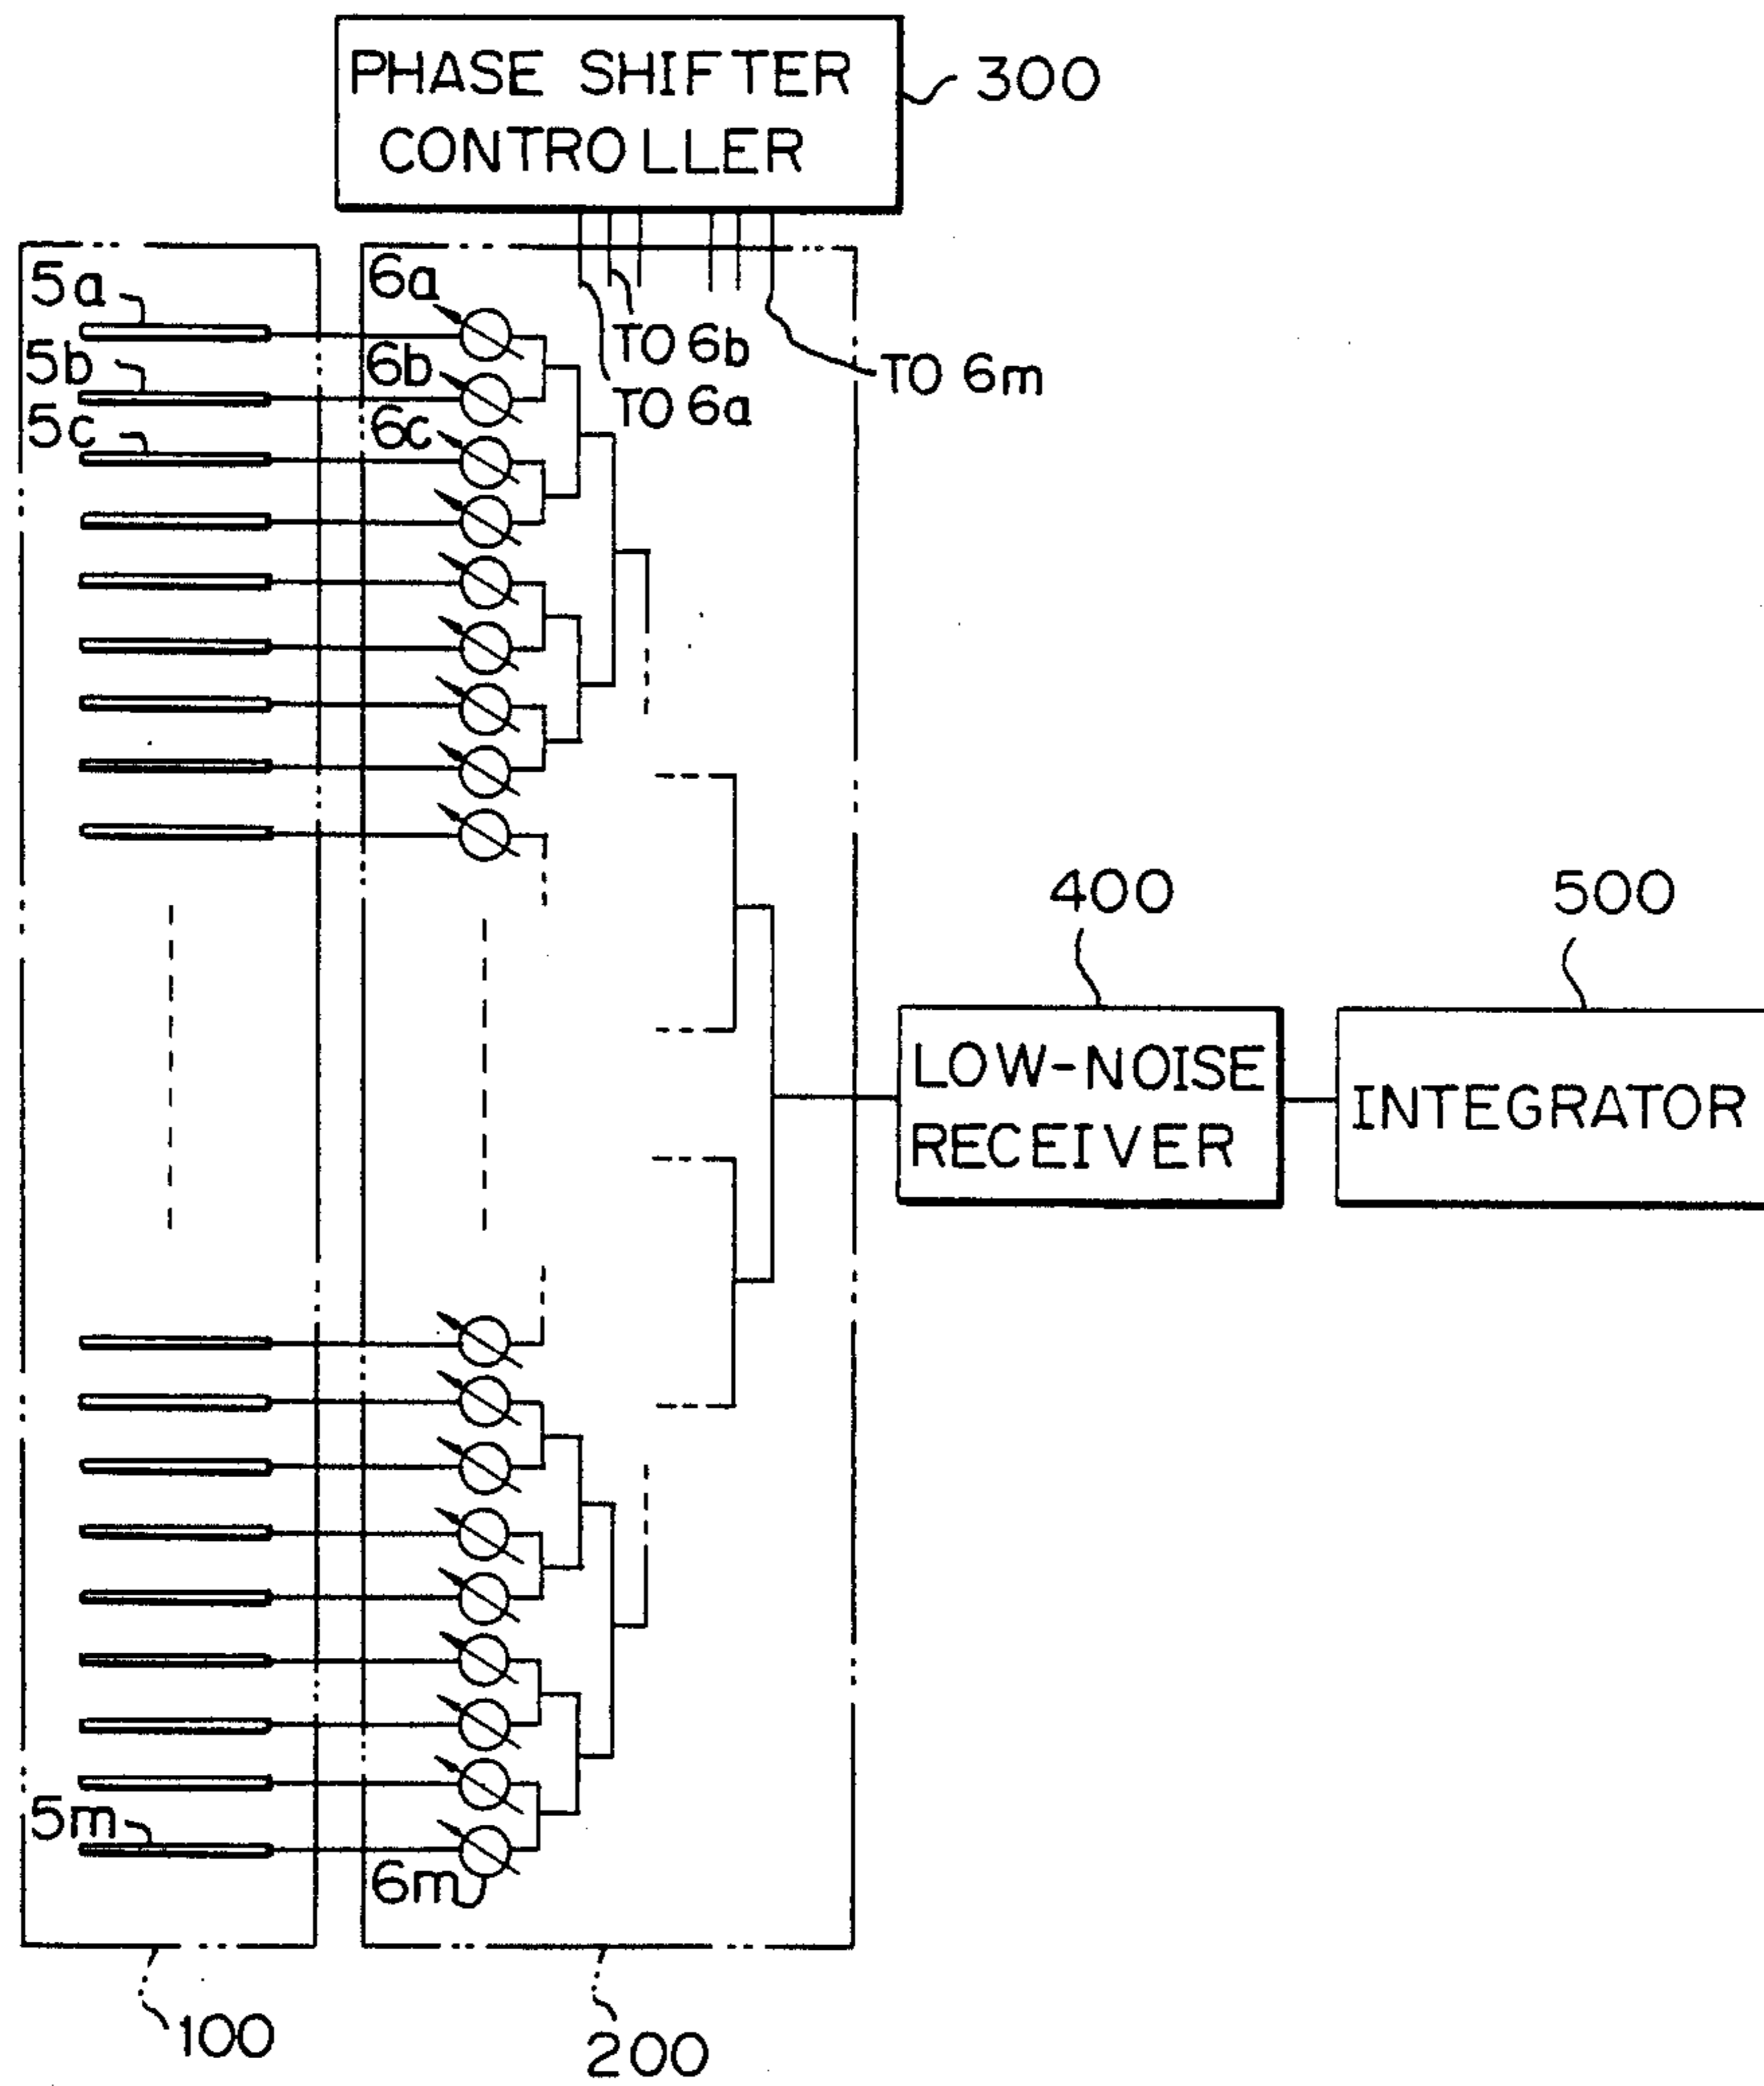 PHASE SHIFTER
CONTROLLER
300
5a
6a
5b
6b
TO 6b
TO 6a
TO 6m
5c
6c
400
500
LOW-NOISE
RECEIVER
INTEGRATOR
5m
6m
100
200